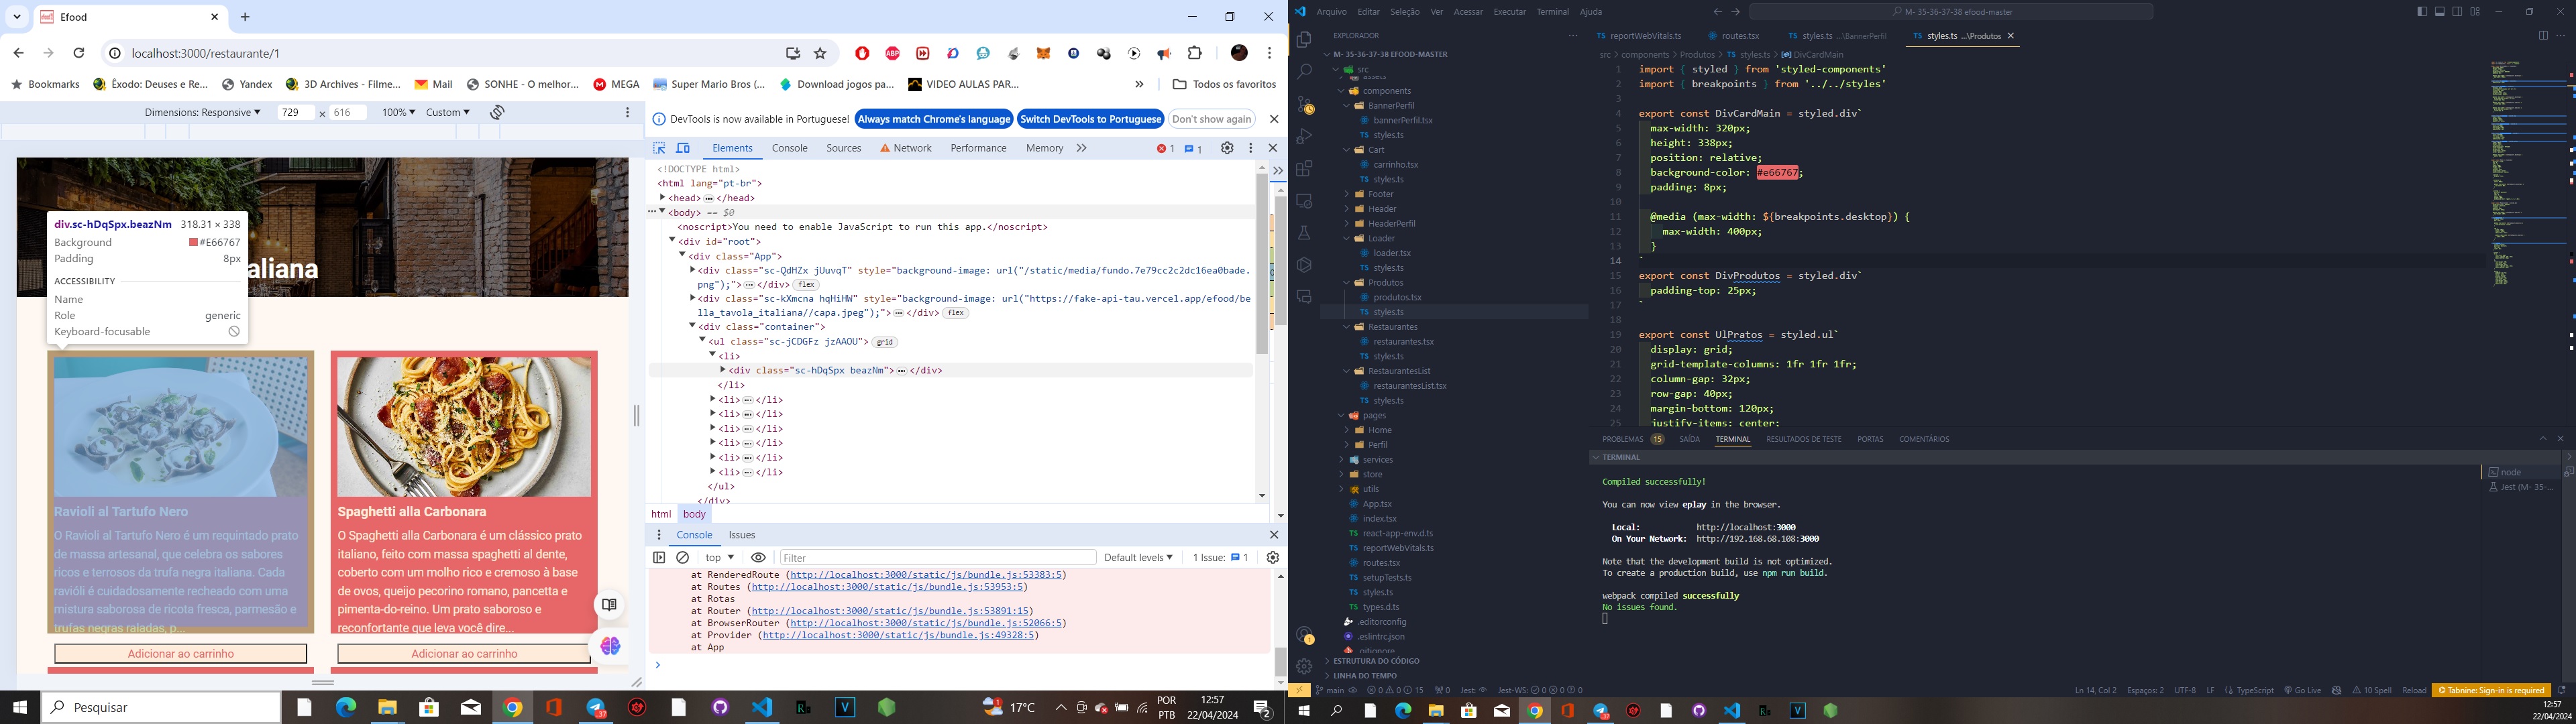 Efood
localhost:3000/restaurante/1
Bookmarks
Êxodo: Deuses e Re...
Yandex
3D Archives - Filme...
Mail
SONHE - O melhor...
MEGA
Super Mario Bros (...
Download jogos pa...
VIDEO AULAS PAR...
»
Todos os favoritos
Dimensions: Responsive
729 × 616
100%
Custom
aliana
div.sc-hDqSpx.beazNm 318.31 × 338
Background #E66767
Padding 8px
ACCESSIBILITY
Name
Role generic
Keyboard-focusable
Ravioli al Tartufo Nero
O Ravioli al Tartufo Nero é um requintado prato
de massa artesanal, que celebra os sabores
ricos e terrosos da trufa negra italiana. Cada
ravióli é cuidadosamente recheado com uma
mistura saborosa de ricota fresca, parmesão e
trufas negras raladas, p...
Adicionar ao carrinho
Spaghetti alla Carbonara
O Spaghetti alla Carbonara é um clássico prato
italiano, feito com massa spaghetti al dente,
coberto com um molho rico e cremoso à base
de ovos, queijo pecorino romano, pancetta e
pimenta-do-reino. Um prato saboroso e
reconfortante que leva você dire...
Adicionar ao carrinho
DevTools is now available in Portuguese!
Always match Chrome's language
Switch DevTools to Portuguese
Don't show again
Elements
Console
Sources
Network
Performance
Memory
»
1
1
<!DOCTYPE html>
<html lang="pt-br">
<head> ··· </head>
··· <body> == $0
<noscript>You need to enable JavaScript to run this app.</noscript>
<div id="root">
<div class="App">
<div class="sc-QdHZx jUuvqT" style="background-image: url("/static/media/fundo.7e79cc2c2dc16ea0bade.
png");"> ··· </div> flex
<div class="sc-kXmcna hqHiHW" style="background-image: url("https://fake-api-tau.vercel.app/efood/be
lla_tavola_italiana//capa.jpeg");"> ··· </div> flex
<div class="container">
<ul class="sc-jCDGFz jzAAOU"> grid
<li>
<div class="sc-hDqSpx beazNm"> ··· </div>
</li>
<li> ··· </li>
<li> ··· </li>
<li> ··· </li>
<li> ··· </li>
<li> ··· </li>
<li> ··· </li>
</ul>
</div>
html
body
Console
Issues
top
Filter
Default levels
1 Issue: 1
at RenderedRoute (http://localhost:3000/static/js/bundle.js:53383:5)
at Routes (http://localhost:3000/static/js/bundle.js:53953:5)
at Rotas
at Router (http://localhost:3000/static/js/bundle.js:53891:15)
at BrowserRouter (http://localhost:3000/static/js/bundle.js:52066:5)
at Provider (http://localhost:3000/static/js/bundle.js:49328:5)
at App
Pesquisar
17°C
POR
PTB
12:57
22/04/2024
2
Arquivo
Editar
Seleção
Ver
Acessar
Executar
Terminal
Ajuda
M- 35-36-37-38 efood-master
EXPLORADOR
M- 35-36-37-38 EFOOD-MASTER
src
assets
components
BannerPerfil
bannerPerfil.tsx
styles.ts
Cart
carrinho.tsx
styles.ts
Footer
Header
HeaderPerfil
Loader
loader.tsx
styles.ts
Produtos
produtos.tsx
styles.ts
Restaurantes
restaurantes.tsx
styles.ts
RestaurantesList
restaurantesList.tsx
styles.ts
pages
Home
Perfil
services
store
utils
App.tsx
index.tsx
react-app-env.d.ts
reportWebVitals.ts
routes.tsx
setupTests.ts
styles.ts
types.d.ts
.editorconfig
.eslintrc.json
.gitignore
ESTRUTURA DO CÓDIGO
LINHA DO TEMPO
reportWebVitals.ts
routes.tsx
styles.ts ...\BannerPerfil
styles.ts ...\Produtos
src > components > Produtos > styles.ts > DivCardMain
1 import { styled } from 'styled-components'
2 import { breakpoints } from '../../styles'
3
4 export const DivCardMain = styled.div`
5 max-width: 320px;
6 height: 338px;
7 position: relative;
8 background-color: #e66767;
9 padding: 8px;
10
11 @media (max-width: ${breakpoints.desktop}) {
12 max-width: 400px;
13 }
14 `
15 export const DivProdutos = styled.div`
16 padding-top: 25px;
17 `
18
19 export const UlPratos = styled.ul`
20 display: grid;
21 grid-template-columns: 1fr 1fr 1fr;
22 column-gap: 32px;
23 row-gap: 40px;
24 margin-bottom: 120px;
25 justify-items: center;
PROBLEMAS 15
SAÍDA
TERMINAL
RESULTADOS DE TESTE
PORTAS
COMENTÁRIOS
TERMINAL
Compiled successfully!
You can now view eplay in the browser.
Local: http://localhost:3000
On Your Network: http://192.168.68.108:3000
Note that the development build is not optimized.
To create a production build, use npm run build.
webpack compiled successfully
No issues found.
node
Jest (M- 35-...
main
0 0 15
0
Jest:
Jest-WS: 0 0 0
Ln 14, Col 2
Espaços: 2
UTF-8
LF
TypeScript
Go Live
10 Spell
Reload
Tabnine: Sign-in is required
12:57
22/04/2024